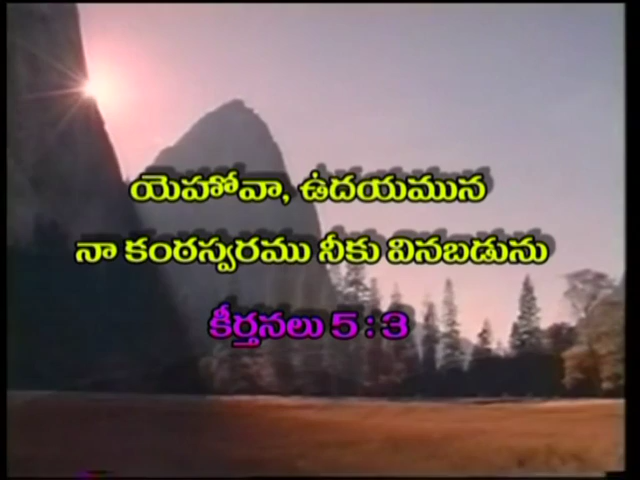 యెహోవా, ఉదయమున
నా కంఠస్వరము నీకు వినబడును
కీర్తనలు 5 : 3